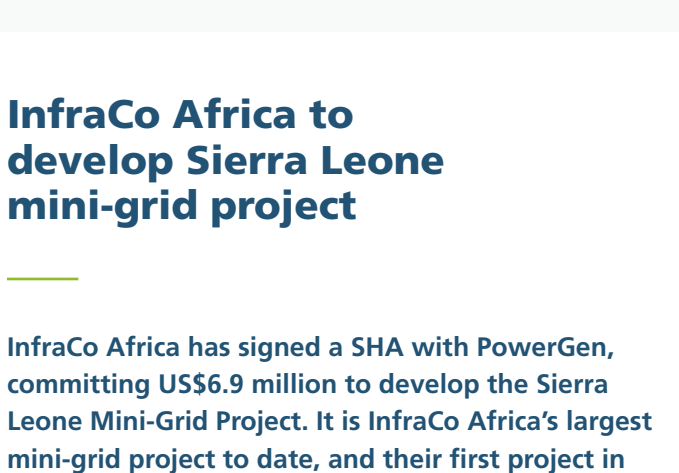 InfraCo Africa to
develop Sierra Leone
mini-grid project
InfraCo Africa has signed a SHA with PowerGen,
committing US$6.9 million to develop the Sierra
Leone Mini-Grid Project. It is InfraCo Africa’s largest
mini-grid project to date, and their first project in